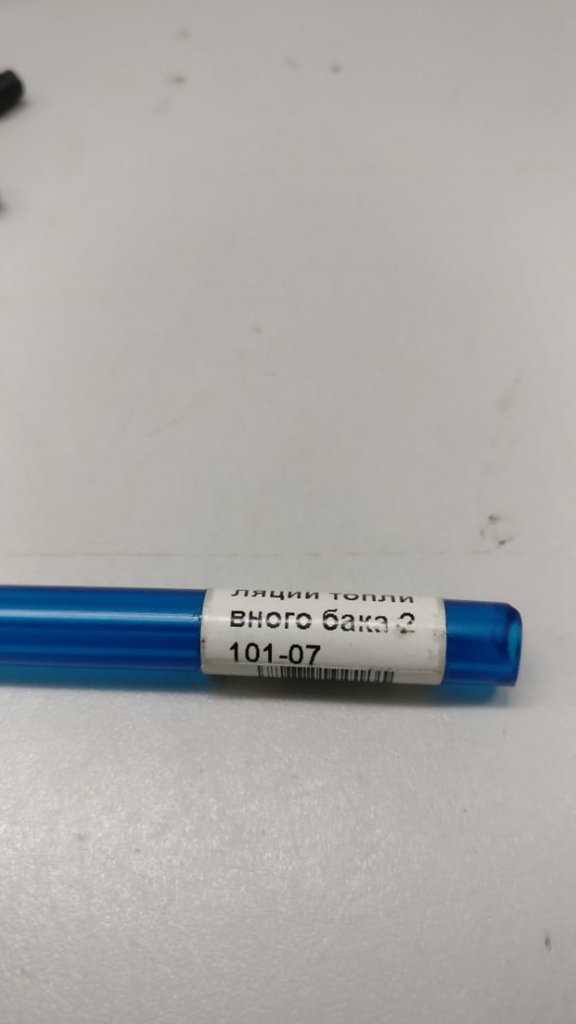 ляции топли
вного бака 2
101-07